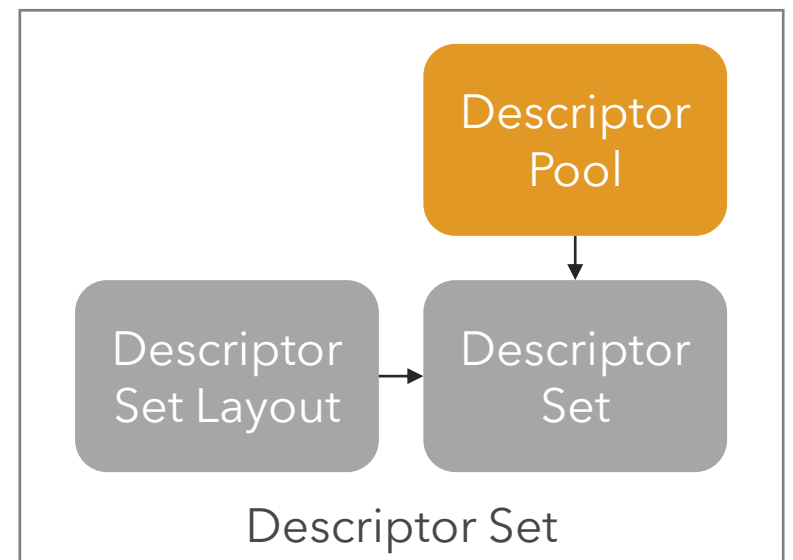 Descriptor
Pool
Descriptor
Set Layout
Descriptor
Set
Descriptor Set